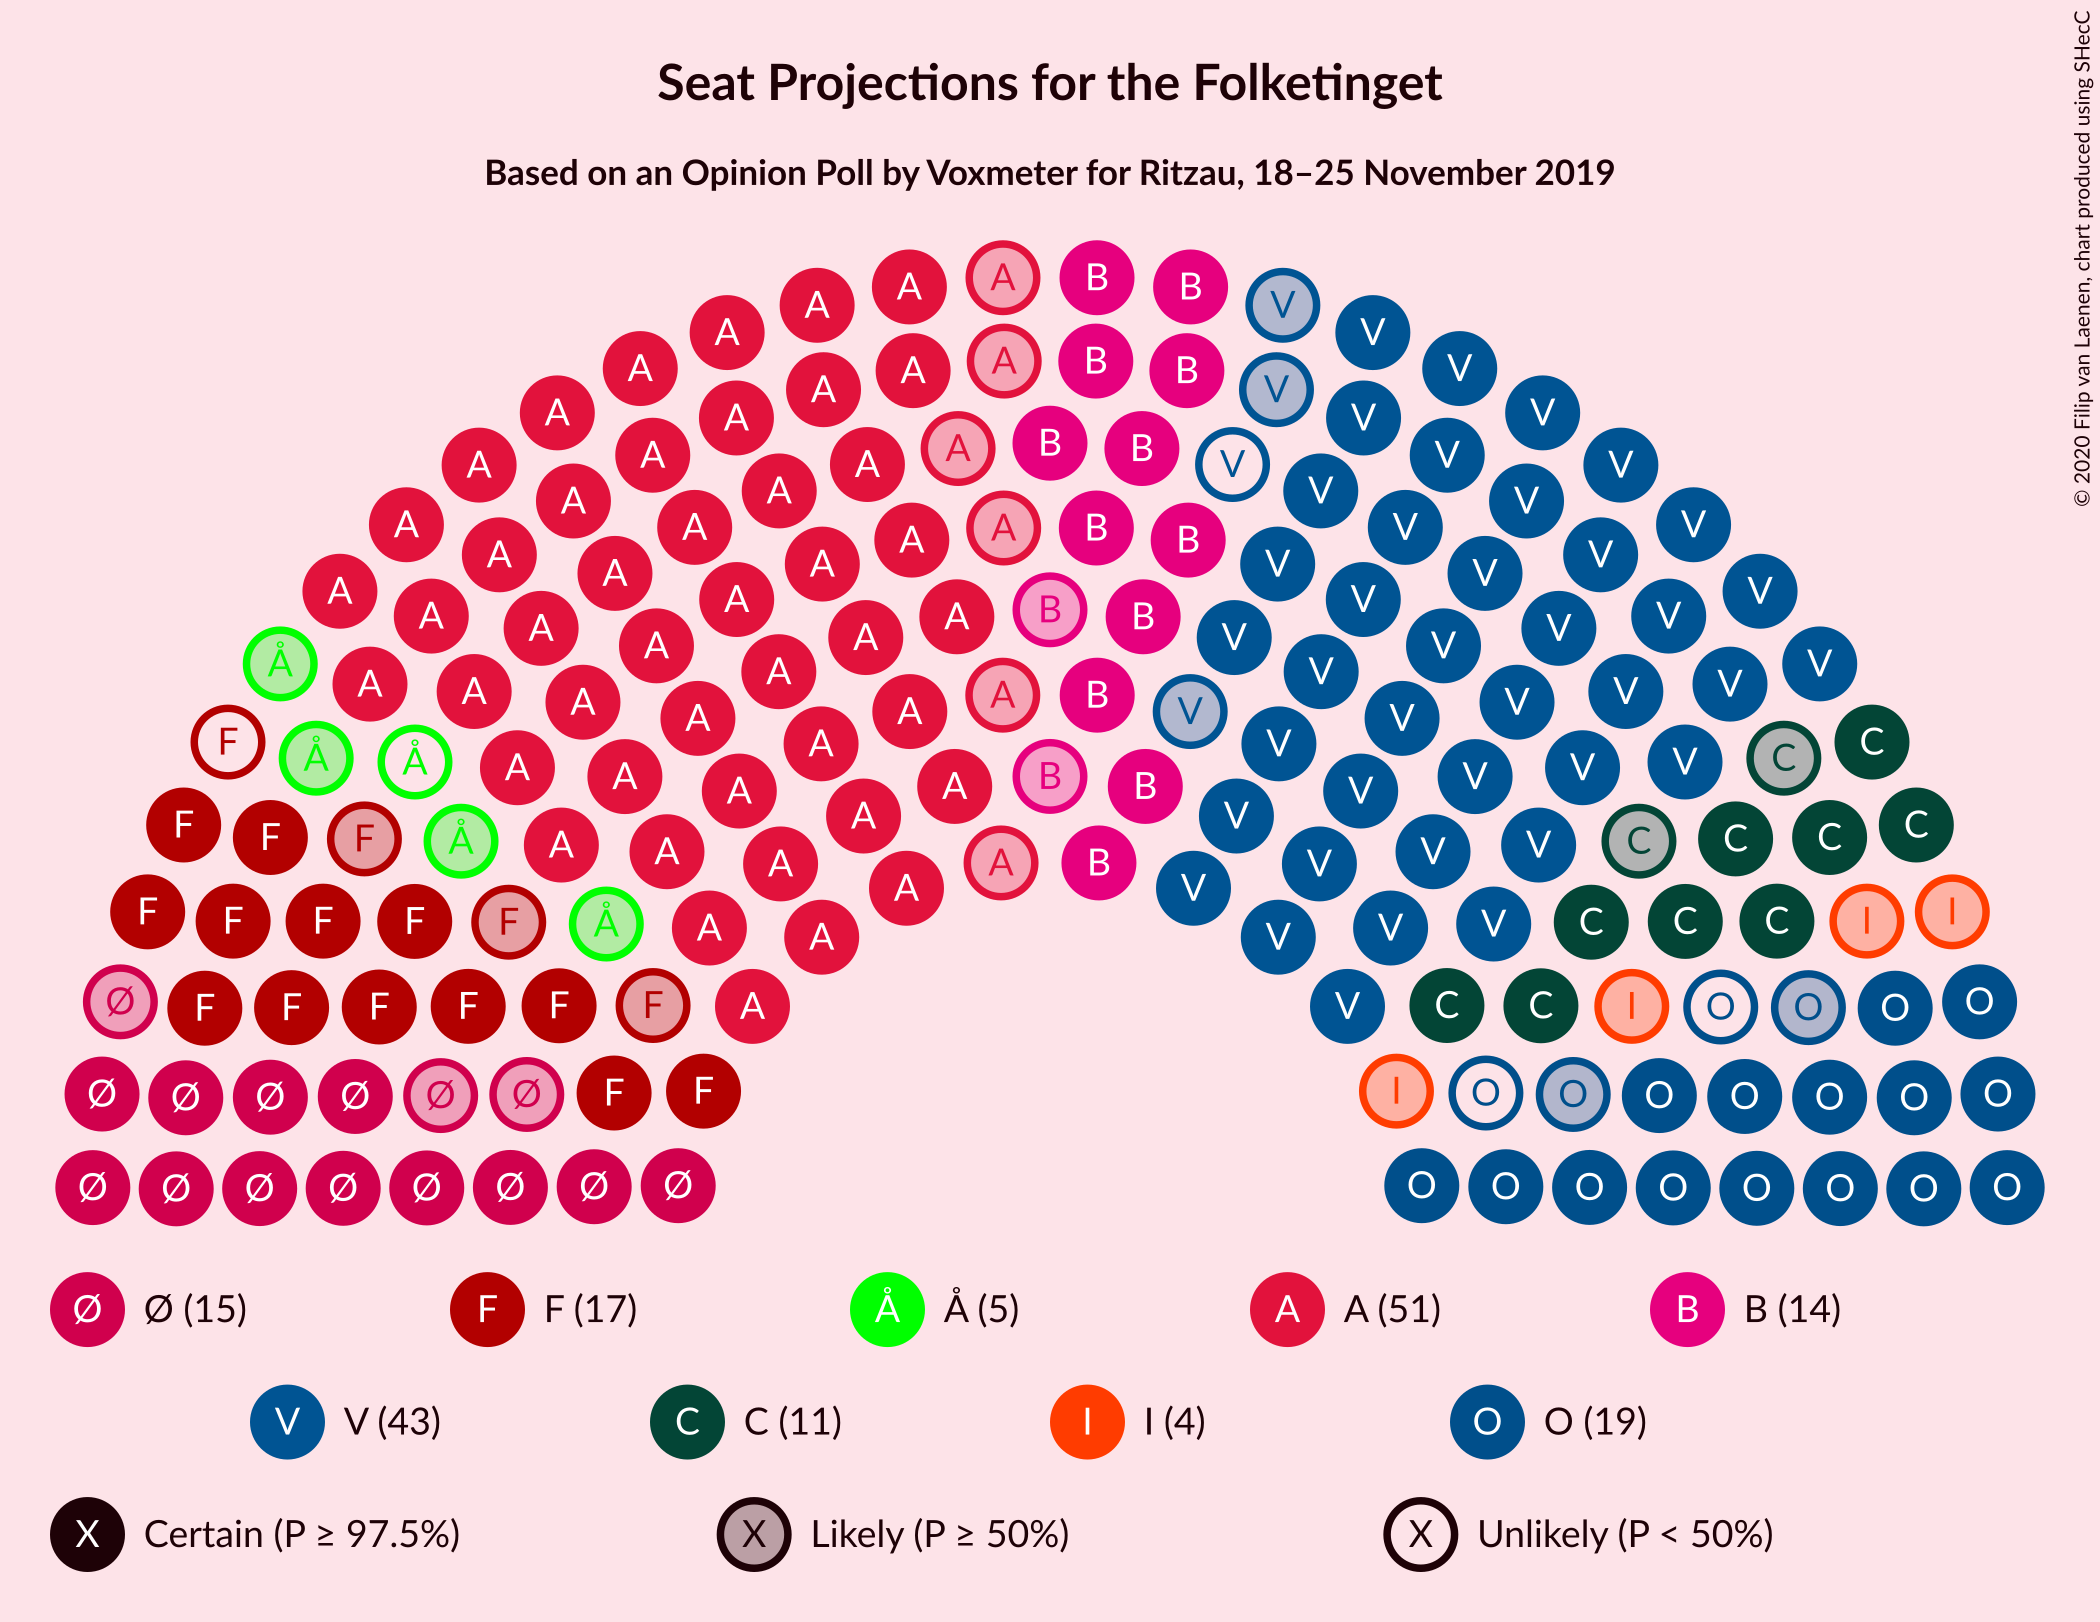 Seat Projections for the Folketinget
Based on an Opinion Poll by Voxmeter for Ritzau, 18–25 November 2019
© 2020 Filip van Laenen, chart produced using SHecC
A A B B
A V
A V
A A A A B B V V
A A V V
A A A A B B V V V
A A V V
A A A A B B V V
A A A V V V
A A V V
A A A A B B V V V
Å A V V
A A A A B V V V
A A A V V V
F Å Å A A A B V V V V C C
A A B V
F F F Å A A A A A B V V V V C C C C
F F F F F Å A A A V V V V C C C I I
Ø F F F F F F A V C C I O O O O
Ø Ø Ø Ø Ø Ø F F I O O O O O O O
Ø Ø Ø Ø Ø Ø Ø Ø O O O O O O O O
Ø Ø (15) F F (17) Å Å (5) A A (51) B B (14)
V V (43) C C (11) I I (4) O O (19)
X Certain (P ≥ 97.5%) X Likely (P ≥ 50%) X Unlikely (P < 50%)